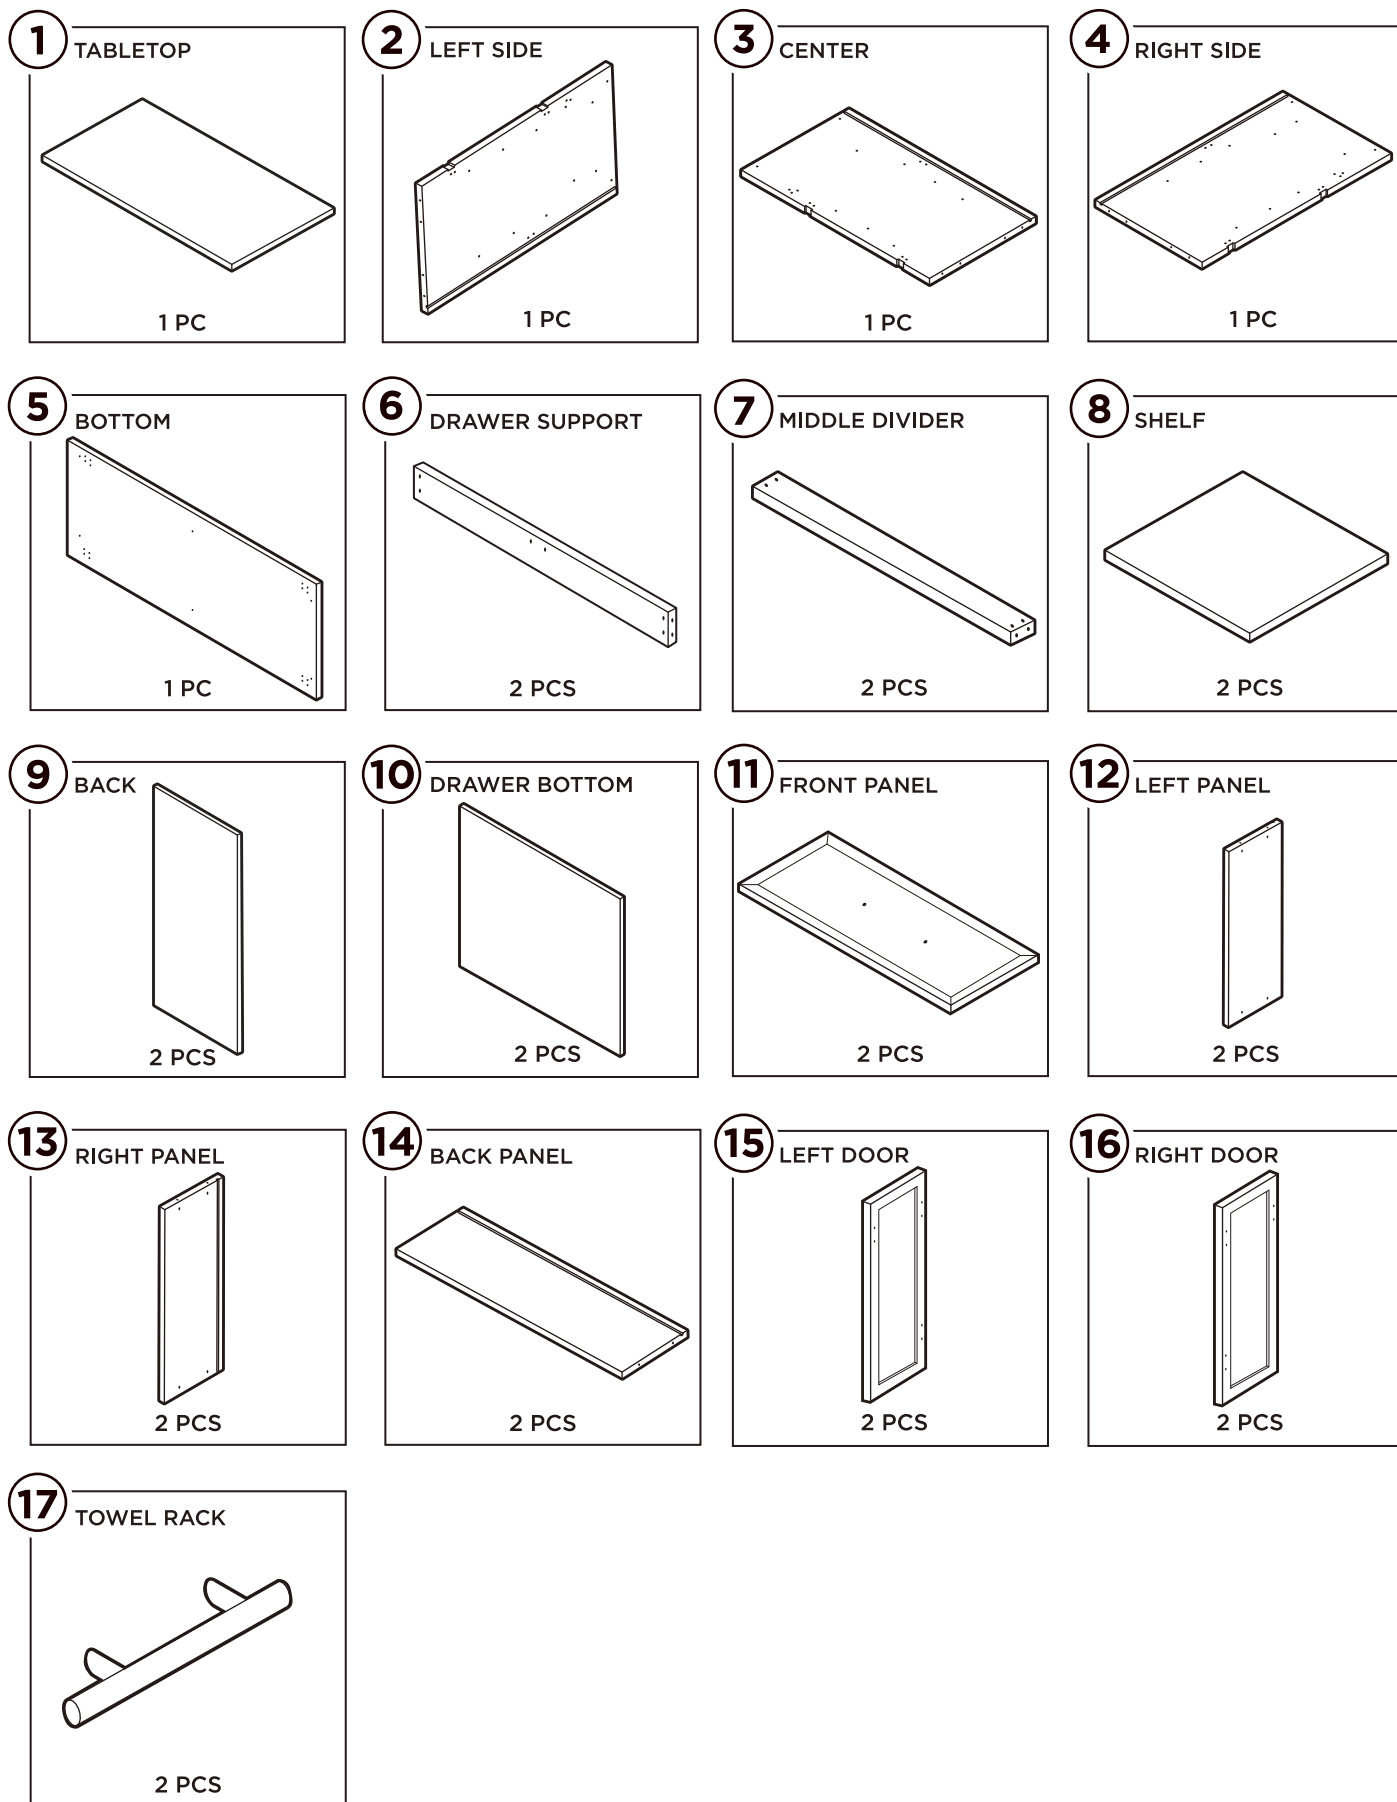 1 TABLETOP
1 PC
2 LEFT SIDE
1 PC
3 CENTER
1 PC
4 RIGHT SIDE
1 PC
5 BOTTOM
1 PC
6 DRAWER SUPPORT
2 PCS
7 MIDDLE DIVIDER
2 PCS
8 SHELF
2 PCS
9 BACK
2 PCS
10 DRAWER BOTTOM
2 PCS
11 FRONT PANEL
2 PCS
12 LEFT PANEL
2 PCS
13 RIGHT PANEL
2 PCS
14 BACK PANEL
2 PCS
15 LEFT DOOR
2 PCS
16 RIGHT DOOR
2 PCS
17 TOWEL RACK
2 PCS